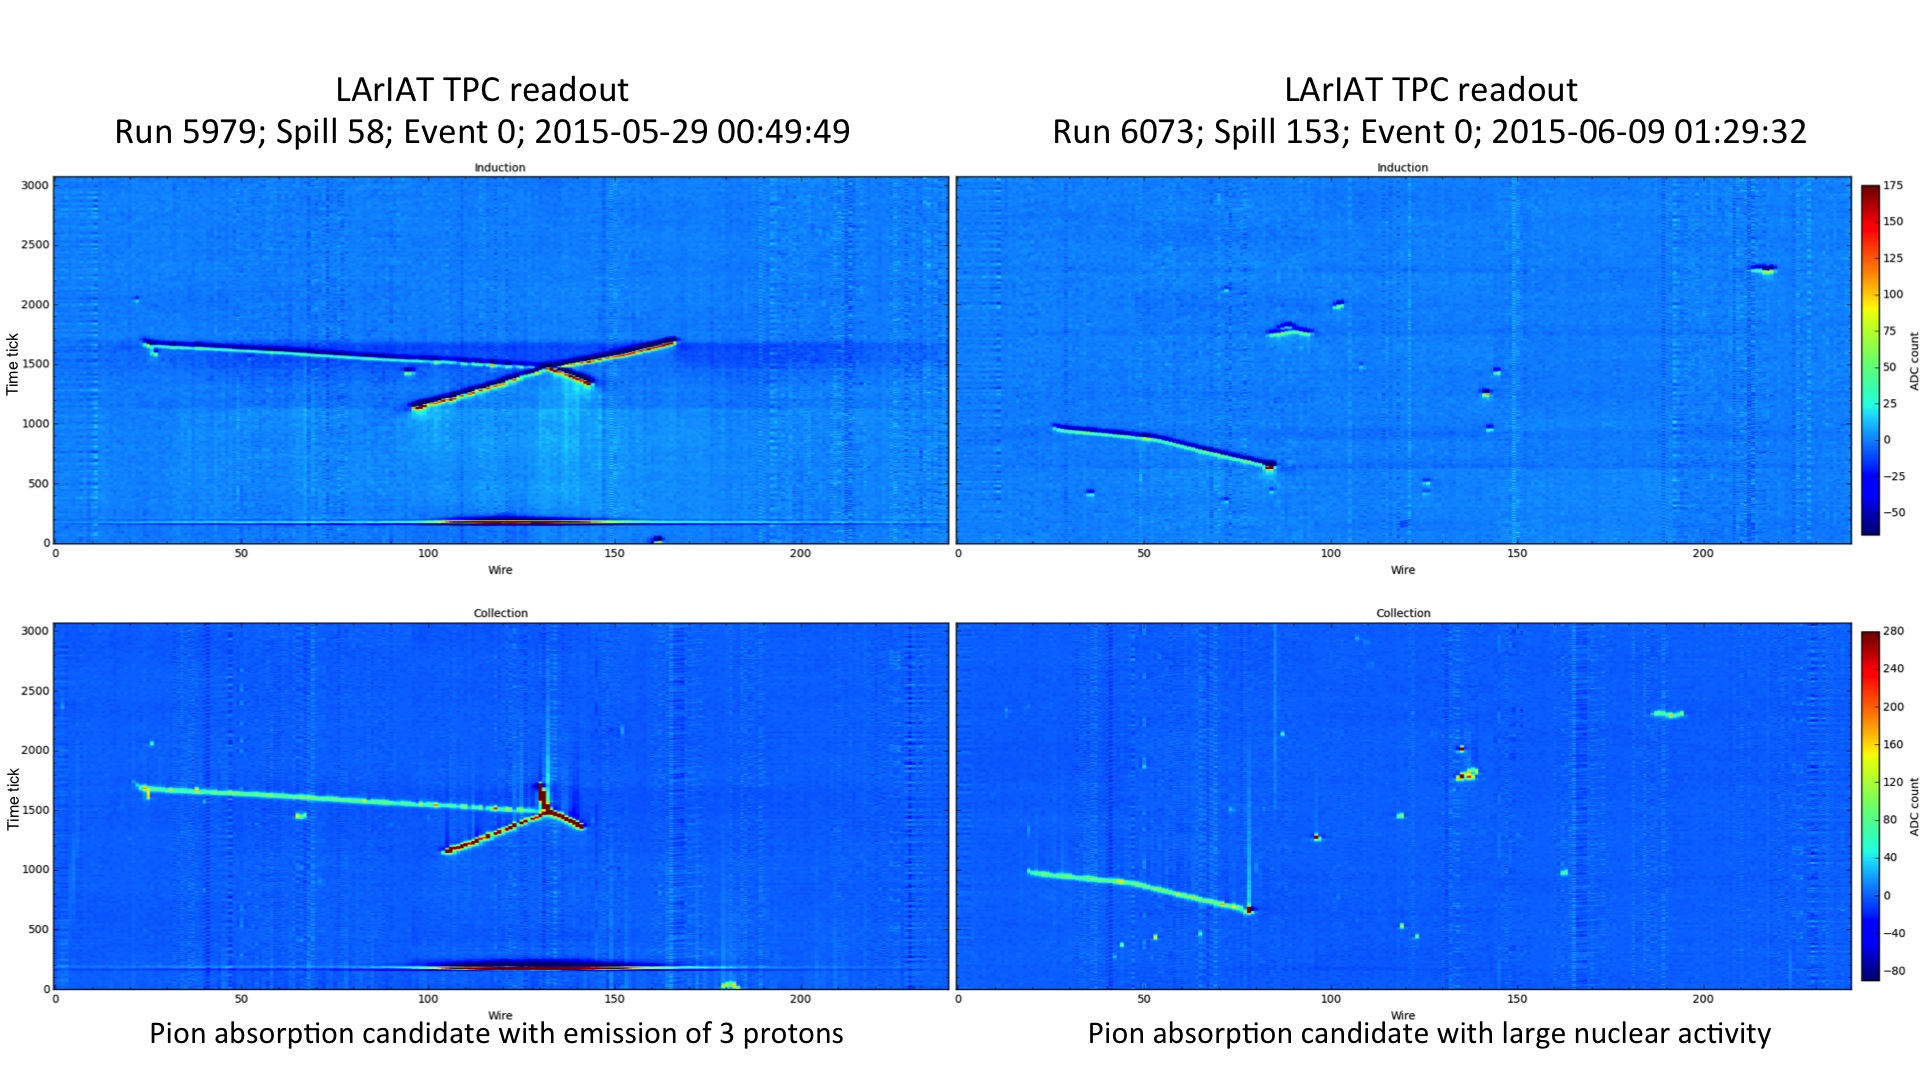 LArIAT TPC readout
Run 5979; Spill 58; Event 0; 2015-05-29 00:49:49
LArIAT TPC readout
Run 6073; Spill 153; Event 0; 2015-06-09 01:29:32
Induction
3000
2500
2000
1500
1000
500
0
Time tick
0 50 100 150 200
Wire
Induction
0 50 100 150 200
Wire
175
150
125
100
75
50
25
0
−25
−50
ADC count
Collection
3000
2500
2000
1500
1000
500
0
Time tick
0 50 100 150 200
Wire
Collection
0 50 100 150 200
Wire
280
240
200
160
120
80
40
0
−40
−80
ADC count
Pion absorption candidate with emission of 3 protons
Pion absorption candidate with large nuclear activity